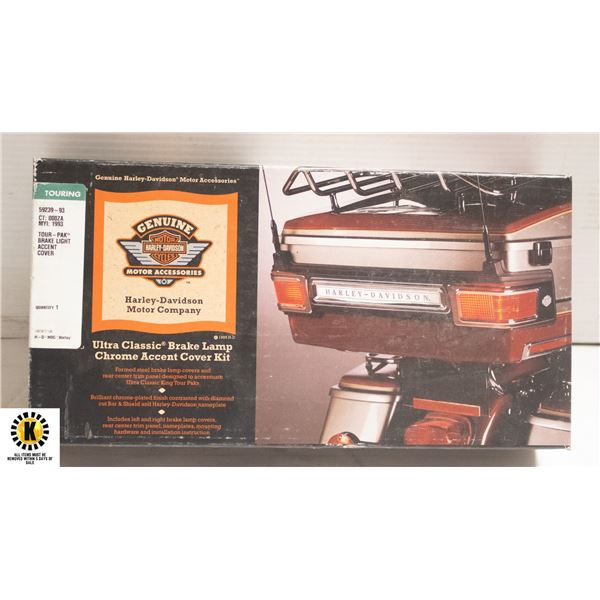 Genuine Harley-Davidson® Motor Accessories™
TOURING
59239-93
CT: 0002A
MYI: 1993
TOUR-PAK®
BRAKE LIGHT
ACCENT
COVER
QUANTITY 1
GENUINE
MOTOR
HARLEY-DAVIDSON
CYCLES
MOTOR ACCESSORIES
Harley-Davidson
Motor Company
Ultra Classic® Brake Lamp
Chrome Accent Cover Kit
Formed steel brake lamp covers and
rear center trim panel designed to accentuate
Ultra Classic King Tour Paks
Brilliant chrome-plated finish contrasted with diamond
cut Bar & Shield and Harley-Davidson nameplate
Includes left and right brake lamp covers,
rear center trim panel, nameplates, mounting
hardware and installation instruction
HARLEY-DAVIDSON
K
ALL ITEMS MUST BE
REMOVED WITHIN 5 DAYS OF
SALE